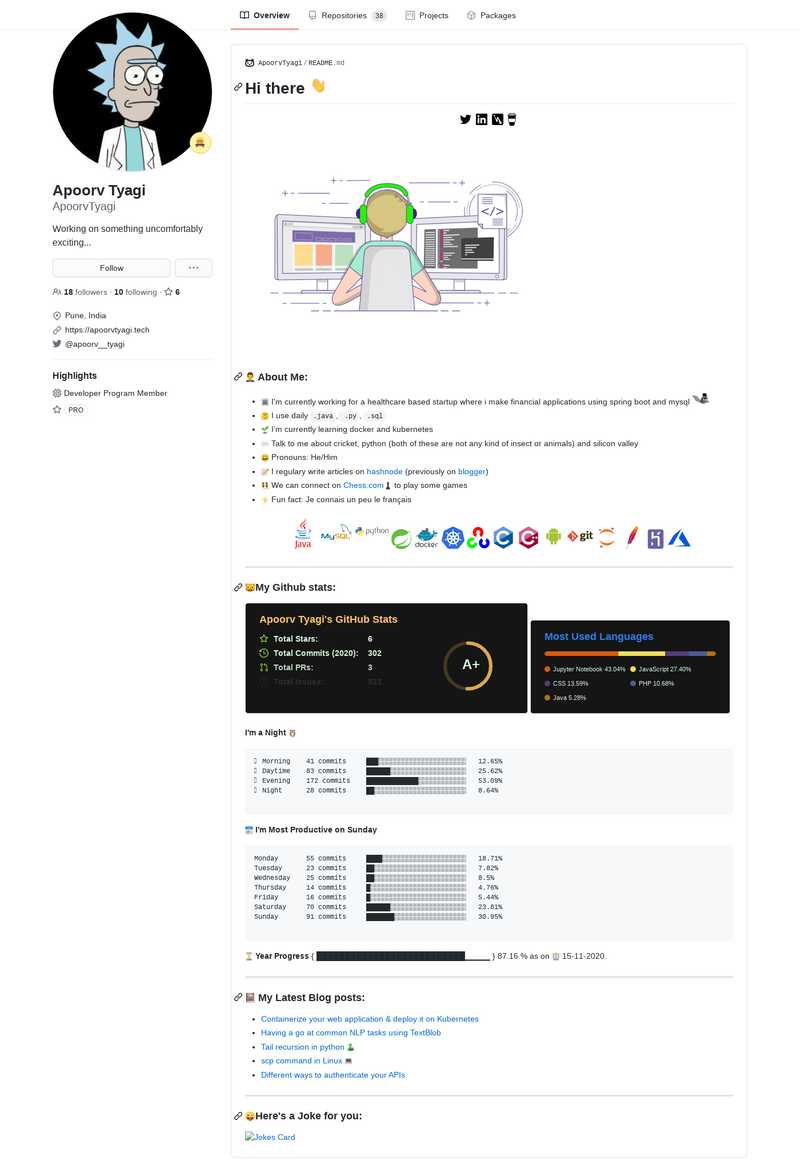 Overview
Repositories 38
Projects
Packages
Apoorv Tyagi
ApoorvTyagi
Working on something uncomfortably
exciting...
Follow
18 followers · 10 following · 6
Pune, India
https://apoorvtyagi.tech
@apoorv__tyagi
Highlights
Developer Program Member
PRO
ApoorvTyagi / README.md
Hi there 👋
</>
👨‍💼 About Me:
I'm currently working for a healthcare based startup where i make financial applications using spring boot and mysql
I use daily .java , .py , .sql
🌱 I'm currently learning docker and kubernetes
Talk to me about cricket, python (both of these are not any kind of insect or animals) and silicon valley
😄 Pronouns: He/Him
📝 I regulary write articles on hashnode (previously on blogger)
👬 We can connect on Chess.com ♟ to play some games
⚡ Fun fact: Je connais un peu le français
Java
MySQL
python
docker
git
🐯My Github stats:
Apoorv Tyagi's GitHub Stats
Total Stars: 6
Total Commits (2020): 302
Total PRs: 3
Total Issues:
A+
Most Used Languages
Jupyter Notebook 43.04% JavaScript 27.40%
CSS 13.59% PHP 10.68%
Java 5.28%
I'm a Night 🦉
Morning 41 commits 12.65%
Daytime 83 commits 25.62%
Evening 172 commits 53.09%
Night 28 commits 8.64%
📅 I'm Most Productive on Sunday
Monday 55 commits 18.71%
Tuesday 23 commits 7.82%
Wednesday 25 commits 8.5%
Thursday 14 commits 4.76%
Friday 16 commits 5.44%
Saturday 70 commits 23.81%
Sunday 91 commits 30.95%
⏳ Year Progress { } 87.16 % as on ⏰ 15-11-2020.
📕 My Latest Blog posts:
Containerize your web application & deploy it on Kubernetes
Having a go at common NLP tasks using TextBlob
Tail recursion in python 🐍
scp command in Linux 💻
Different ways to authenticate your APIs
😜Here's a Joke for you:
Jokes Card